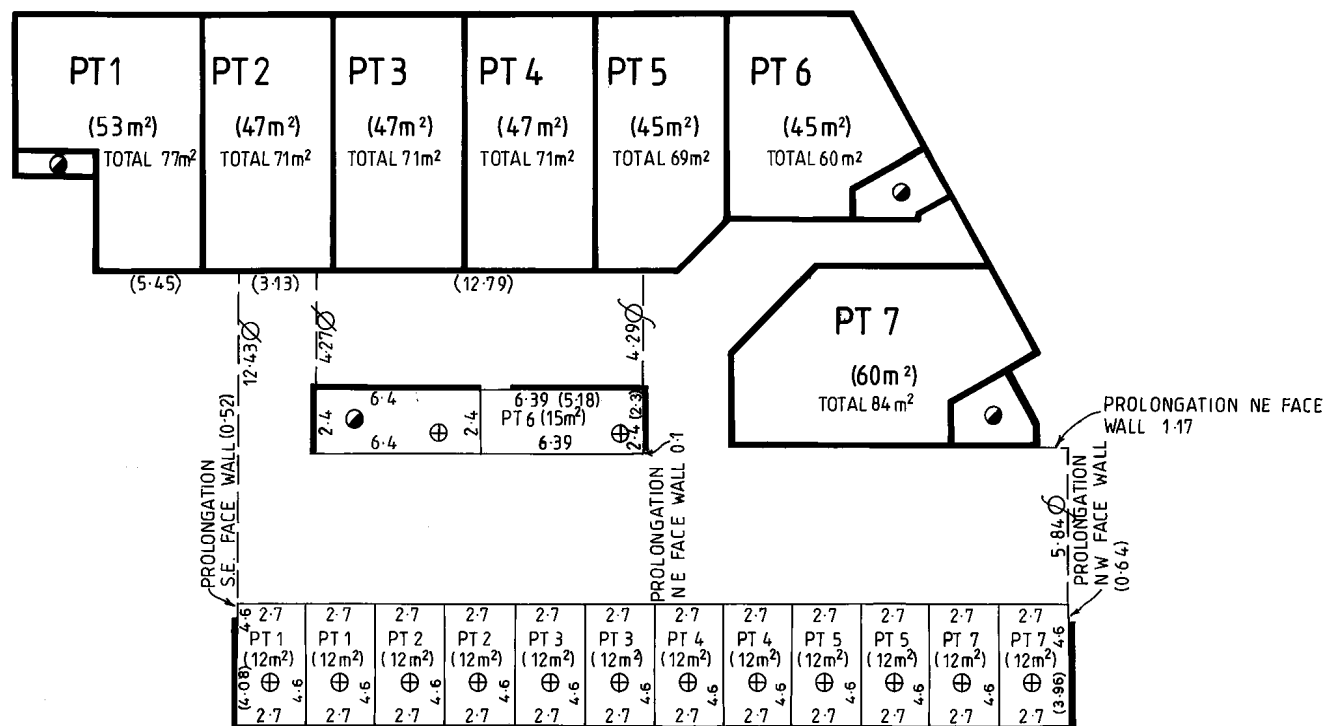 PT 1
(53m²)
TOTAL 77m²
PT 2
(47m²)
TOTAL 71m²
PT 3
(47m²)
TOTAL 71m²
PT 4
(47m²)
TOTAL 71m²
PT 5
(45m²)
TOTAL 69m²
PT 6
(45m²)
TOTAL 60m²
(5·45)
(3·13)
(12·79)
12·43
4·27
4·29
PT 7
(60m²)
TOTAL 84m²
6·4
2·4
2·4
6·4
6·39 (5·18)
PT 6 (15m²)
6·39
2·4 (2·3)
PROLONGATION NE FACE
WALL 1·17
PROLONGATION
S.E. FACE WALL (0·52)
PROLONGATION
NE FACE WALL 0·1
5·84
PROLONGATION
NW FACE WALL
(0·64)
4·6
2·7 2·7 2·7 2·7 2·7 2·7 2·7 2·7 2·7 2·7 2·7 2·7
PT 1 PT 1 PT 2 PT 2 PT 3 PT 3 PT 4 PT 4 PT 5 PT 5 PT 7 PT 7
4·6
(12m²) (12m²) (12m²) (12m²) (12m²) (12m²) (12m²) (12m²) (12m²) (12m²) (12m²) (12m²)
(4·08) 4·6 4·6 4·6 4·6 4·6 4·6 4·6 4·6 4·6 4·6 4·6 (3·96)
2·7 2·7 2·7 2·7 2·7 2·7 2·7 2·7 2·7 2·7 2·7 2·7